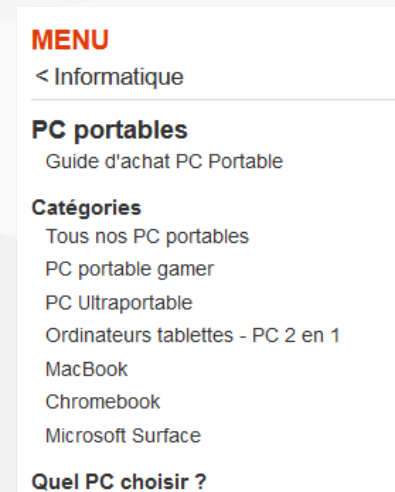 MENU
< Informatique
PC portables
Guide d'achat PC Portable
Catégories
Tous nos PC portables
PC portable gamer
PC Ultraportable
Ordinateurs tablettes - PC 2 en 1
MacBook
Chromebook
Microsoft Surface
Quel PC choisir ?